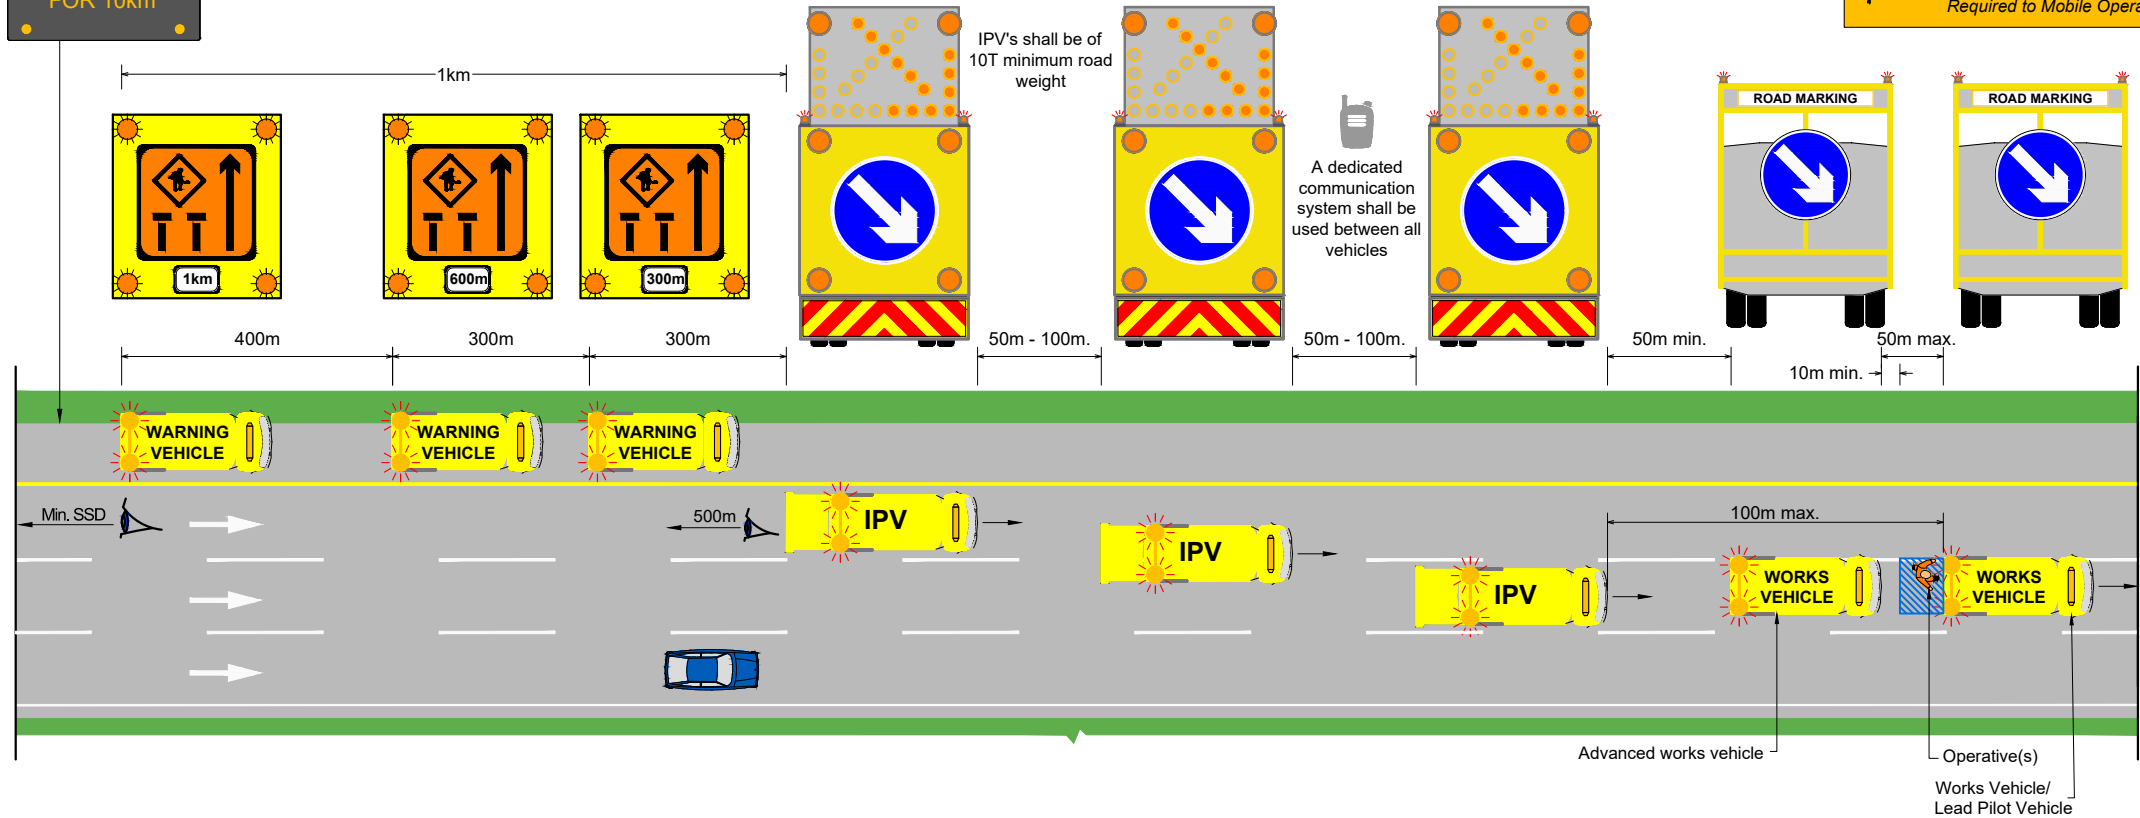 FOR 10km
Required to Mobile Opera
1km
IPV's shall be of
10T minimum road
weight
A dedicated
communication
system shall be
used between all
vehicles
ROAD MARKING
ROAD MARKING
1km
600m
300m
400m
300m
300m
50m - 100m.
50m - 100m.
50m min.
50m max.
10m min.
WARNING
VEHICLE
WARNING
VEHICLE
WARNING
VEHICLE
Min. SSD
500m
IPV
IPV
IPV
100m max.
WORKS
VEHICLE
WORKS
VEHICLE
Advanced works vehicle
Operative(s)
Works Vehicle/
Lead Pilot Vehicle